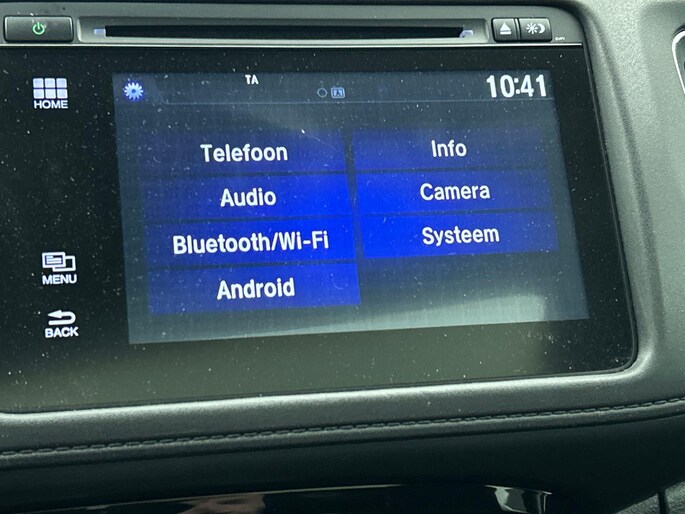 TA
10:41
HOME
Telefoon
Info
Audio
Camera
Bluetooth/Wi-Fi
Systeem
Android
MENU
BACK